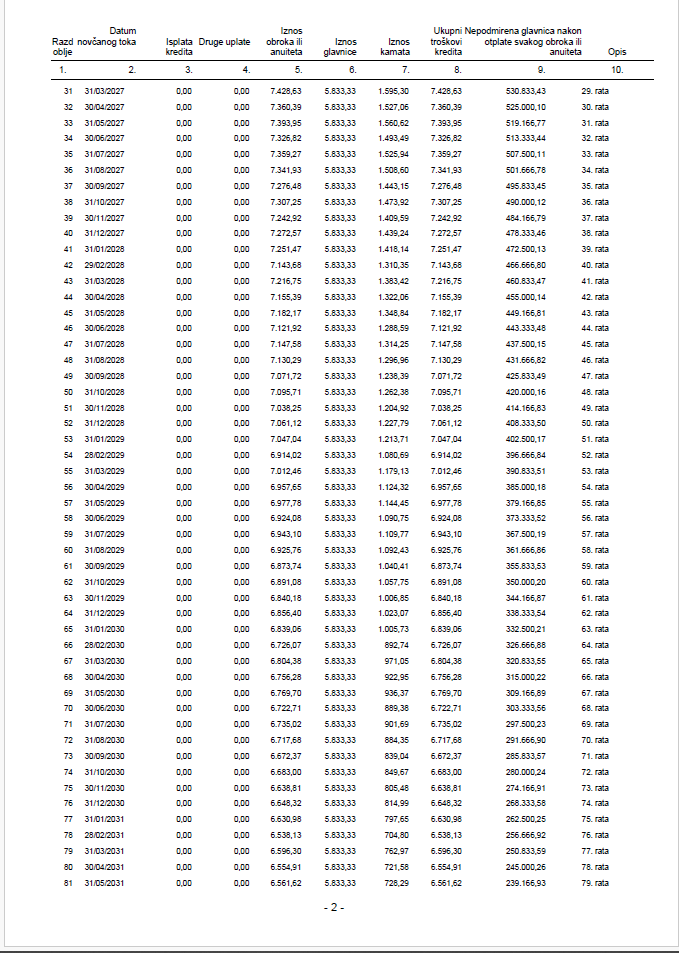 Datum Iznos Ukupni Nepodmirena glavnica nakon
Razd novčanog toka Isplata Druge uplate obroka ili Iznos Iznos troškovi otplate svakog obroka ili
oblje kredita anuiteta glavnice kamata kredita anuiteta Opis
1. 2. 3. 4. 5. 6. 7. 8. 9. 10.
31 31/03/2027 0,00 0,00 7.428,63 5.833,33 1.595,30 7.428,63 530.833,43 29. rata
32 30/04/2027 0,00 0,00 7.360,39 5.833,33 1.527,06 7.360,39 525.000,10 30. rata
33 31/05/2027 0,00 0,00 7.393,95 5.833,33 1.560,62 7.393,95 519.166,77 31. rata
34 30/06/2027 0,00 0,00 7.326,82 5.833,33 1.493,49 7.326,82 513.333,44 32. rata
35 31/07/2027 0,00 0,00 7.359,27 5.833,33 1.525,94 7.359,27 507.500,11 33. rata
36 31/08/2027 0,00 0,00 7.341,93 5.833,33 1.508,60 7.341,93 501.666,78 34. rata
37 30/09/2027 0,00 0,00 7.276,48 5.833,33 1.443,15 7.276,48 495.833,45 35. rata
38 31/10/2027 0,00 0,00 7.307,25 5.833,33 1.473,92 7.307,25 490.000,12 36. rata
39 30/11/2027 0,00 0,00 7.242,92 5.833,33 1.409,59 7.242,92 484.166,79 37. rata
40 31/12/2027 0,00 0,00 7.272,57 5.833,33 1.439,24 7.272,57 478.333,46 38. rata
41 31/01/2028 0,00 0,00 7.251,47 5.833,33 1.418,14 7.251,47 472.500,13 39. rata
42 29/02/2028 0,00 0,00 7.143,68 5.833,33 1.310,35 7.143,68 466.666,80 40. rata
43 31/03/2028 0,00 0,00 7.216,75 5.833,33 1.383,42 7.216,75 460.833,47 41. rata
44 30/04/2028 0,00 0,00 7.155,39 5.833,33 1.322,06 7.155,39 455.000,14 42. rata
45 31/05/2028 0,00 0,00 7.182,17 5.833,33 1.348,84 7.182,17 449.166,81 43. rata
46 30/06/2028 0,00 0,00 7.121,92 5.833,33 1.288,59 7.121,92 443.333,48 44. rata
47 31/07/2028 0,00 0,00 7.147,58 5.833,33 1.314,25 7.147,58 437.500,15 45. rata
48 31/08/2028 0,00 0,00 7.130,29 5.833,33 1.296,96 7.130,29 431.666,82 46. rata
49 30/09/2028 0,00 0,00 7.071,72 5.833,33 1.238,39 7.071,72 425.833,49 47. rata
50 31/10/2028 0,00 0,00 7.095,71 5.833,33 1.262,38 7.095,71 420.000,16 48. rata
51 30/11/2028 0,00 0,00 7.038,25 5.833,33 1.204,92 7.038,25 414.166,83 49. rata
52 31/12/2028 0,00 0,00 7.061,12 5.833,33 1.227,79 7.061,12 408.333,50 50. rata
53 31/01/2029 0,00 0,00 7.047,04 5.833,33 1.213,71 7.047,04 402.500,17 51. rata
54 28/02/2029 0,00 0,00 6.914,02 5.833,33 1.080,69 6.914,02 396.666,84 52. rata
55 31/03/2029 0,00 0,00 7.012,46 5.833,33 1.179,13 7.012,46 390.833,51 53. rata
56 30/04/2029 0,00 0,00 6.957,65 5.833,33 1.124,32 6.957,65 385.000,18 54. rata
57 31/05/2029 0,00 0,00 6.977,78 5.833,33 1.144,45 6.977,78 379.166,85 55. rata
58 30/06/2029 0,00 0,00 6.924,08 5.833,33 1.090,75 6.924,08 373.333,52 56. rata
59 31/07/2029 0,00 0,00 6.943,10 5.833,33 1.109,77 6.943,10 367.500,19 57. rata
60 31/08/2029 0,00 0,00 6.925,76 5.833,33 1.092,43 6.925,76 361.666,86 58. rata
61 30/09/2029 0,00 0,00 6.873,74 5.833,33 1.040,41 6.873,74 355.833,53 59. rata
62 31/10/2029 0,00 0,00 6.891,08 5.833,33 1.057,75 6.891,08 350.000,20 60. rata
63 30/11/2029 0,00 0,00 6.840,18 5.833,33 1.006,85 6.840,18 344.166,87 61. rata
64 31/12/2029 0,00 0,00 6.856,40 5.833,33 1.023,07 6.856,40 338.333,54 62. rata
65 31/01/2030 0,00 0,00 6.839,06 5.833,33 1.005,73 6.839,06 332.500,21 63. rata
66 28/02/2030 0,00 0,00 6.726,07 5.833,33 892,74 6.726,07 326.666,88 64. rata
67 31/03/2030 0,00 0,00 6.804,38 5.833,33 971,05 6.804,38 320.833,55 65. rata
68 30/04/2030 0,00 0,00 6.756,28 5.833,33 922,95 6.756,28 315.000,22 66. rata
69 31/05/2030 0,00 0,00 6.769,70 5.833,33 936,37 6.769,70 309.166,89 67. rata
70 30/06/2030 0,00 0,00 6.722,71 5.833,33 889,38 6.722,71 303.333,56 68. rata
71 31/07/2030 0,00 0,00 6.735,02 5.833,33 901,69 6.735,02 297.500,23 69. rata
72 31/08/2030 0,00 0,00 6.717,68 5.833,33 884,35 6.717,68 291.666,90 70. rata
73 30/09/2030 0,00 0,00 6.672,37 5.833,33 839,04 6.672,37 285.833,57 71. rata
74 31/10/2030 0,00 0,00 6.683,00 5.833,33 849,67 6.683,00 280.000,24 72. rata
75 30/11/2030 0,00 0,00 6.638,81 5.833,33 805,48 6.638,81 274.166,91 73. rata
76 31/12/2030 0,00 0,00 6.648,32 5.833,33 814,99 6.648,32 268.333,58 74. rata
77 31/01/2031 0,00 0,00 6.630,98 5.833,33 797,65 6.630,98 262.500,25 75. rata
78 28/02/2031 0,00 0,00 6.538,13 5.833,33 704,80 6.538,13 256.666,92 76. rata
79 31/03/2031 0,00 0,00 6.596,30 5.833,33 762,97 6.596,30 250.833,59 77. rata
80 30/04/2031 0,00 0,00 6.554,91 5.833,33 721,58 6.554,91 245.000,26 78. rata
81 31/05/2031 0,00 0,00 6.561,62 5.833,33 728,29 6.561,62 239.166,93 79. rata
- 2 -